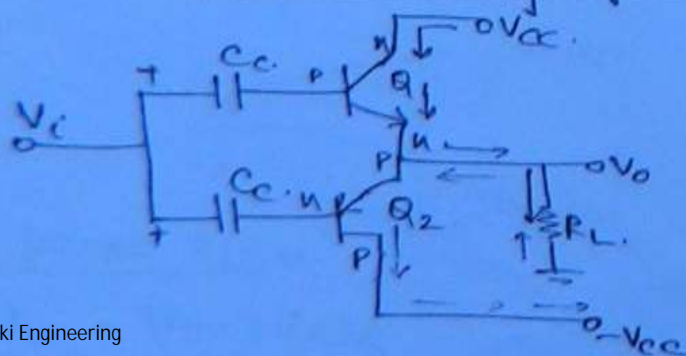 VCC.
Cc.
P
n
Q1
Vi
+
n
P
Vo
Cc.
n
Q2
RL.
P
+
-VCC
ki Engineering